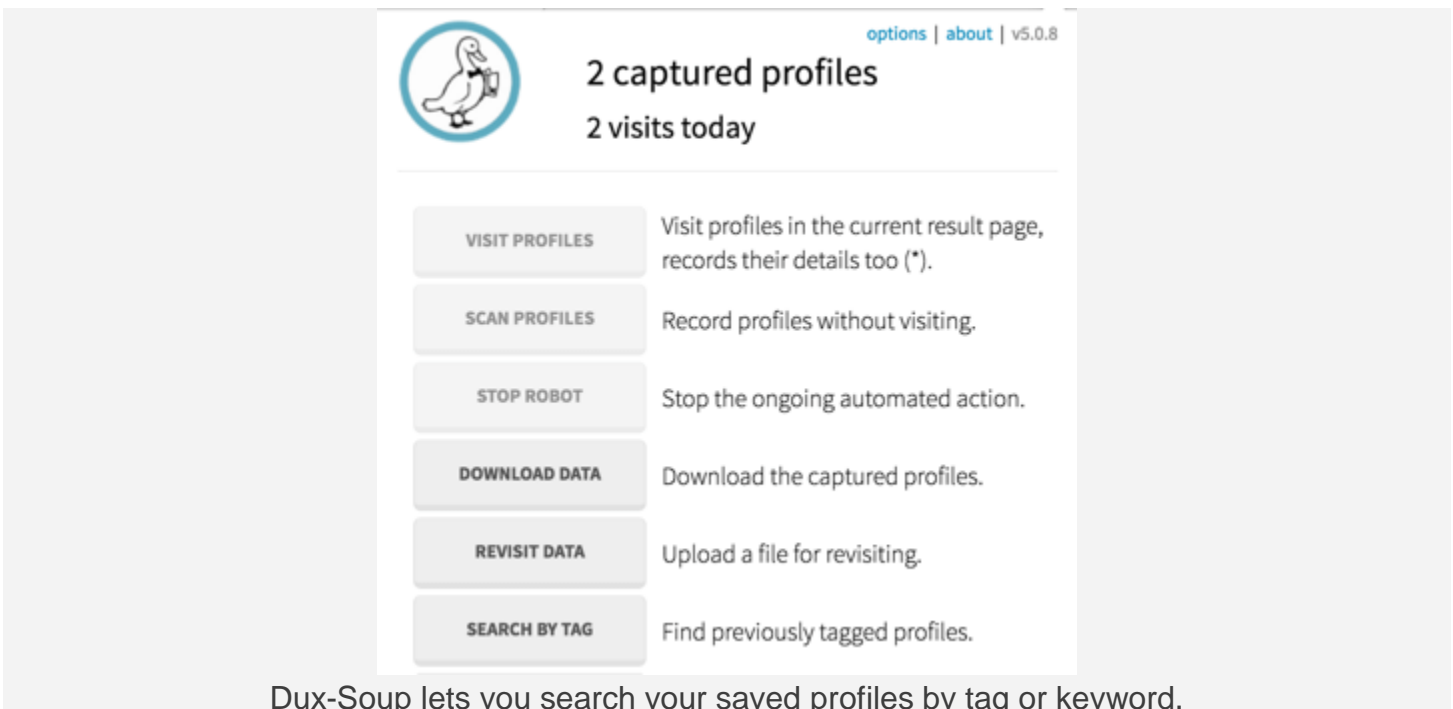 options | about | v5.0.8
2 captured profiles
2 visits today
VISIT PROFILES
Visit profiles in the current result page,
records their details too (*).
SCAN PROFILES
Record profiles without visiting.
STOP ROBOT
Stop the ongoing automated action.
DOWNLOAD DATA
Download the captured profiles.
REVISIT DATA
Upload a file for revisiting.
SEARCH BY TAG
Find previously tagged profiles.
Dux-Soup lets you search your saved profiles by tag or keyword.